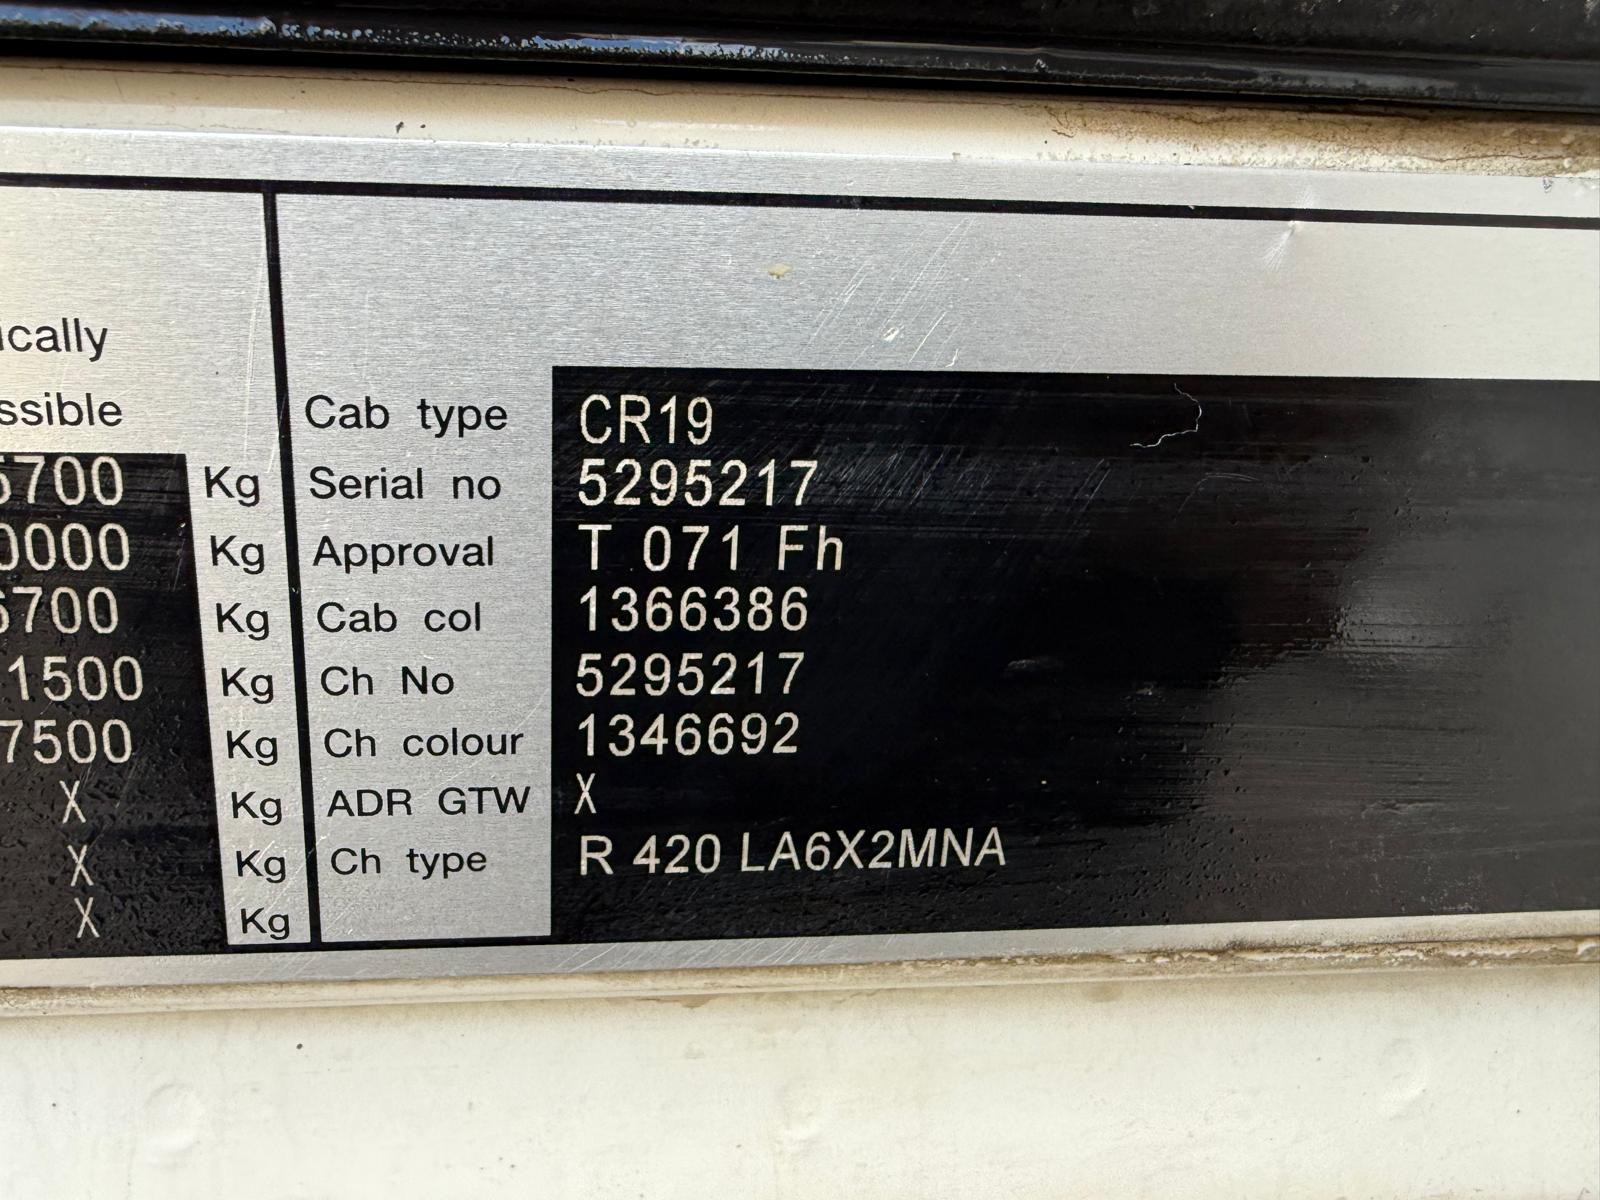 ically
ssible
5700 Kg
0000 Kg
6700 Kg
1500 Kg
7500 Kg
X Kg
X Kg
X Kg
Cab type CR19
Serial no 5295217
Approval T 071 Fh
Cab col 1366386
Ch No 5295217
Ch colour 1346692
ADR GTW X
Ch type R 420 LA6X2MNA